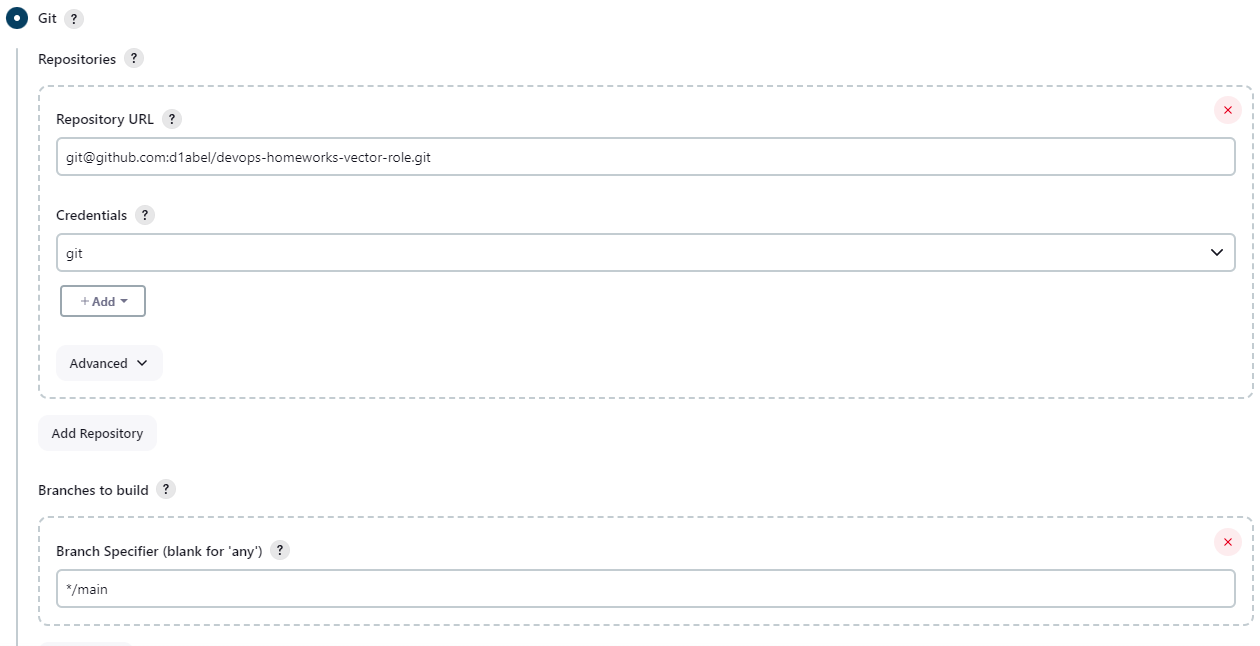 Git ?
Repositories ?
Repository URL ?
git@github.com:d1abel/devops-homeworks-vector-role.git
Credentials ?
git
+ Add
Advanced
Add Repository
Branches to build ?
Branch Specifier (blank for 'any') ?
*/main